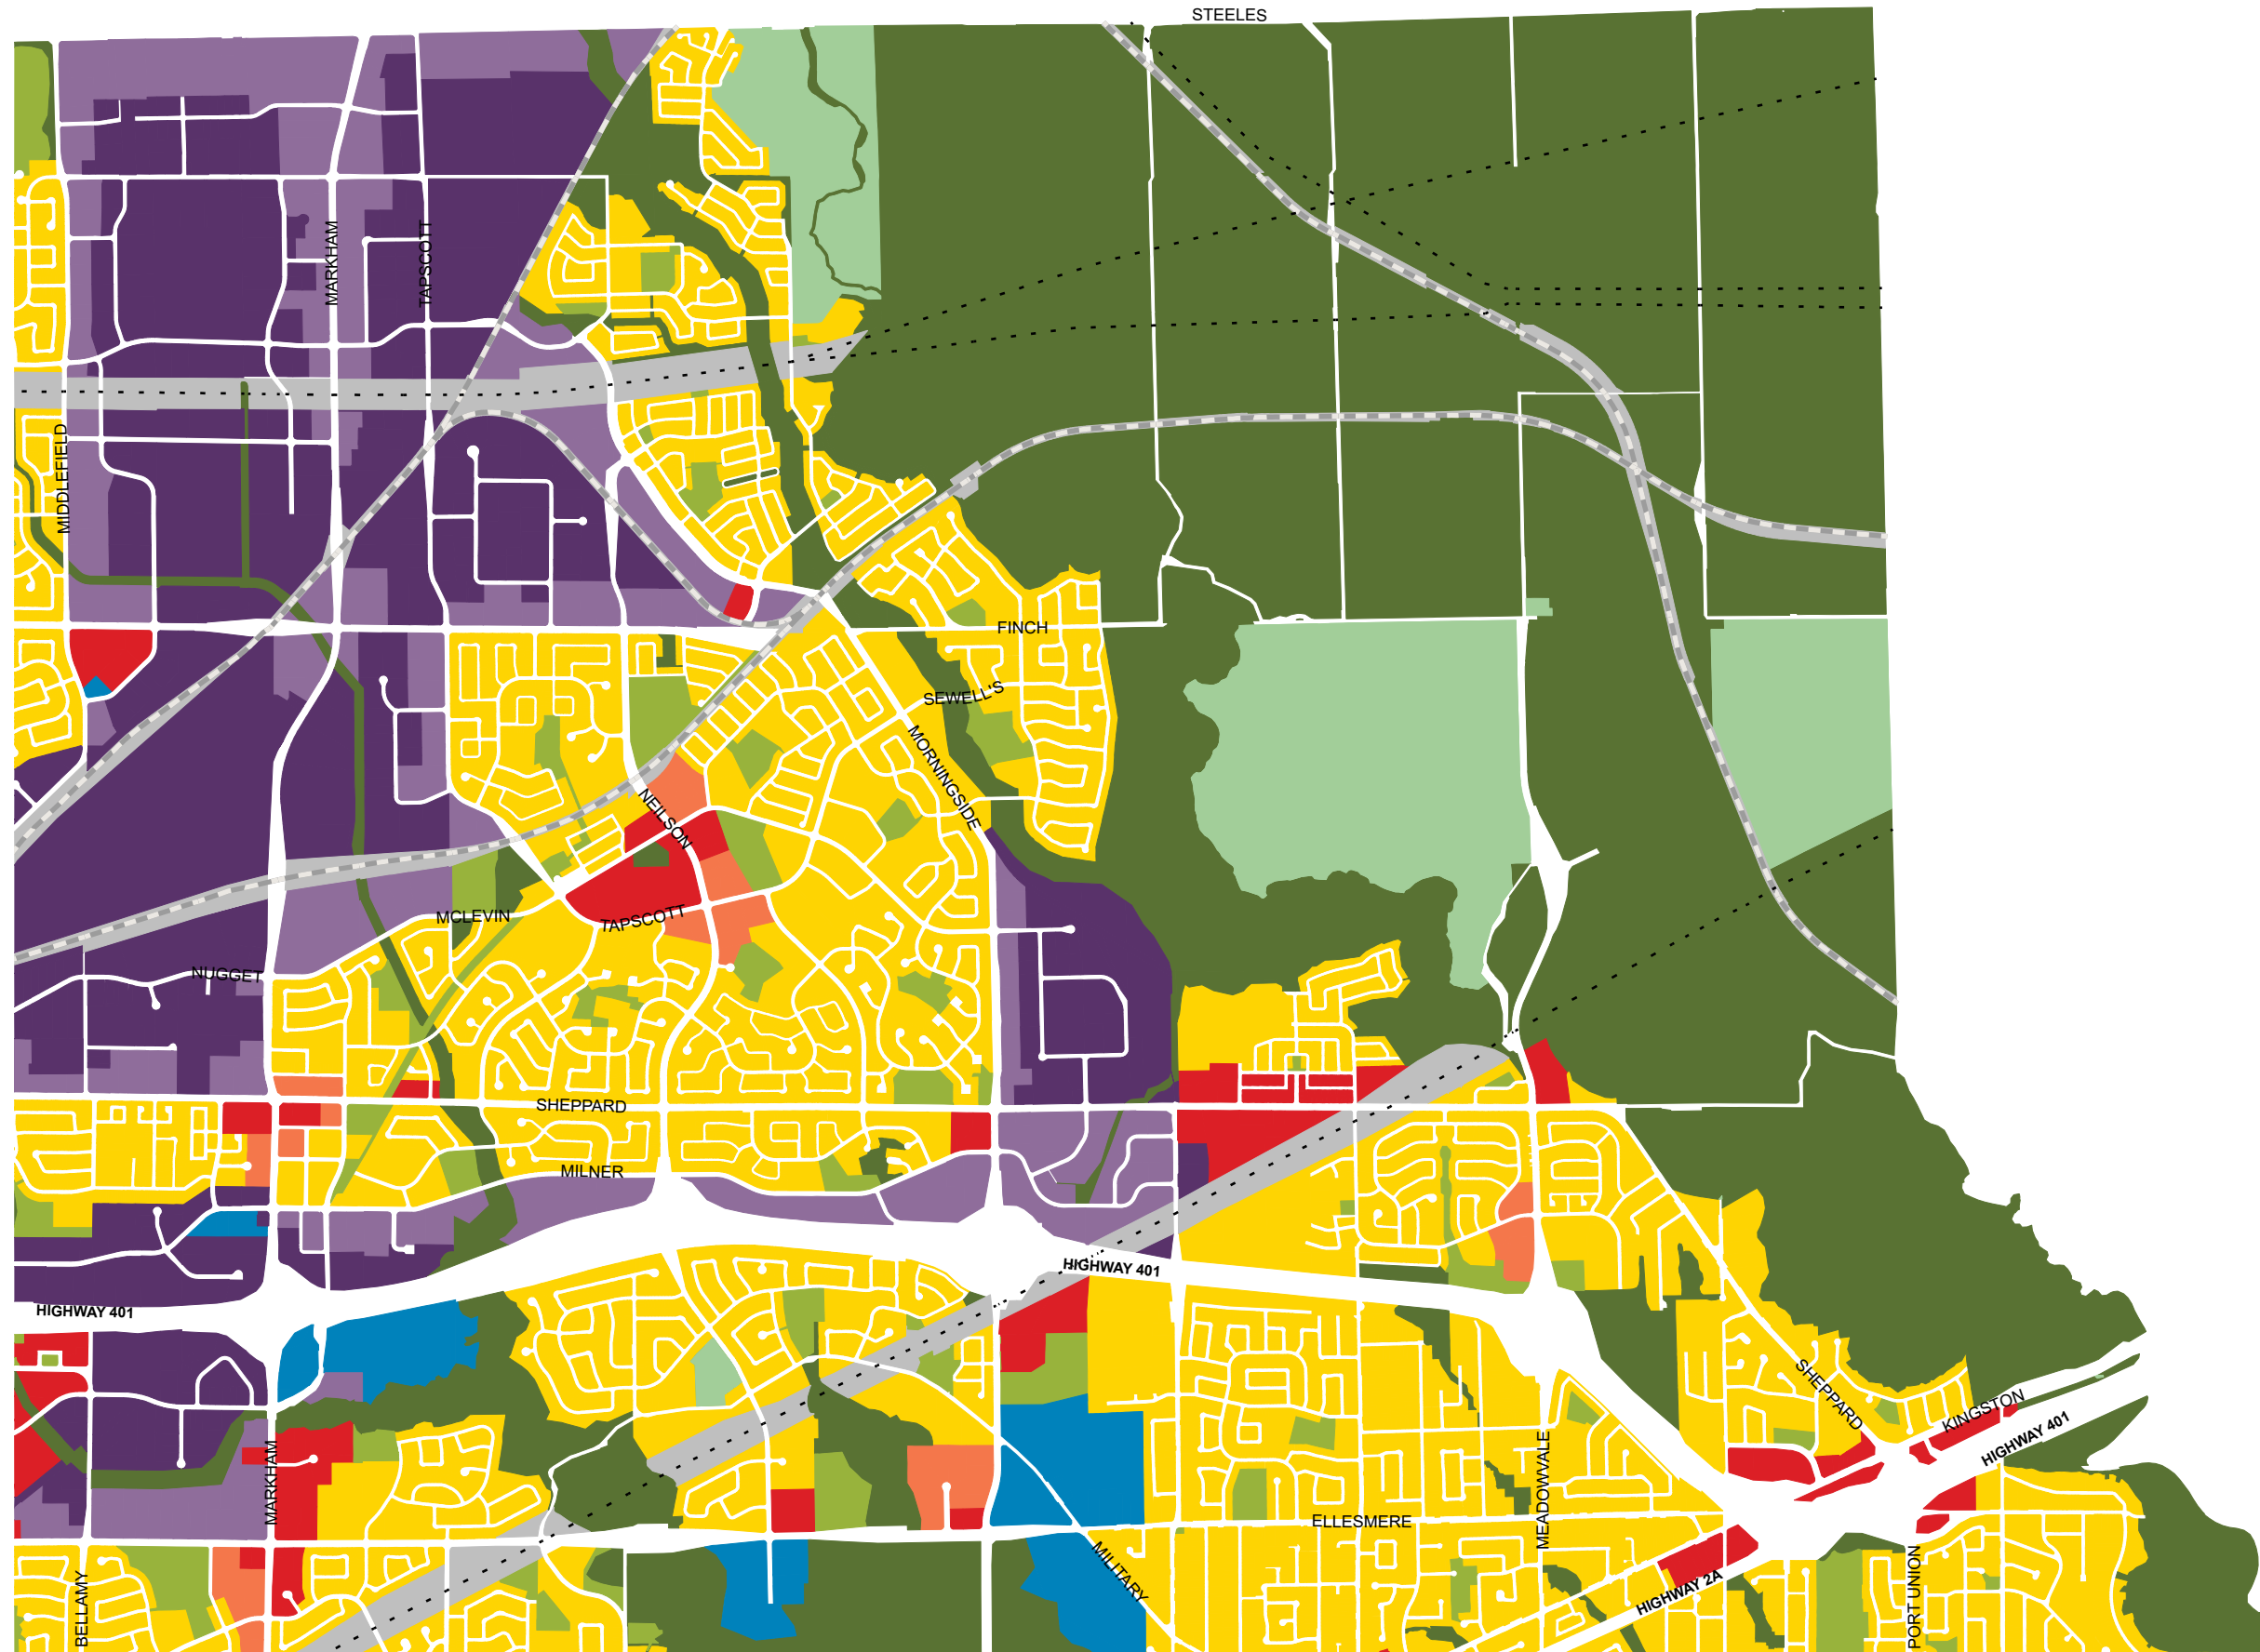 STEELES
MARKHAM
TAPSCOTT
MIDDLEFIELD
FINCH
SEWELL'S
MORNINGSIDE
NEILSON
MCLEVIN
TAPSCOTT
NUGGET
SHEPPARD
MILNER
HIGHWAY 401
HIGHWAY 401
SHEPPARD
KINGSTON
HIGHWAY 401
MARKHAM
MEADOWVALE
ELLESMERE
MILITARY
HIGHWAY 2A
BELLAMY
PORT UNION